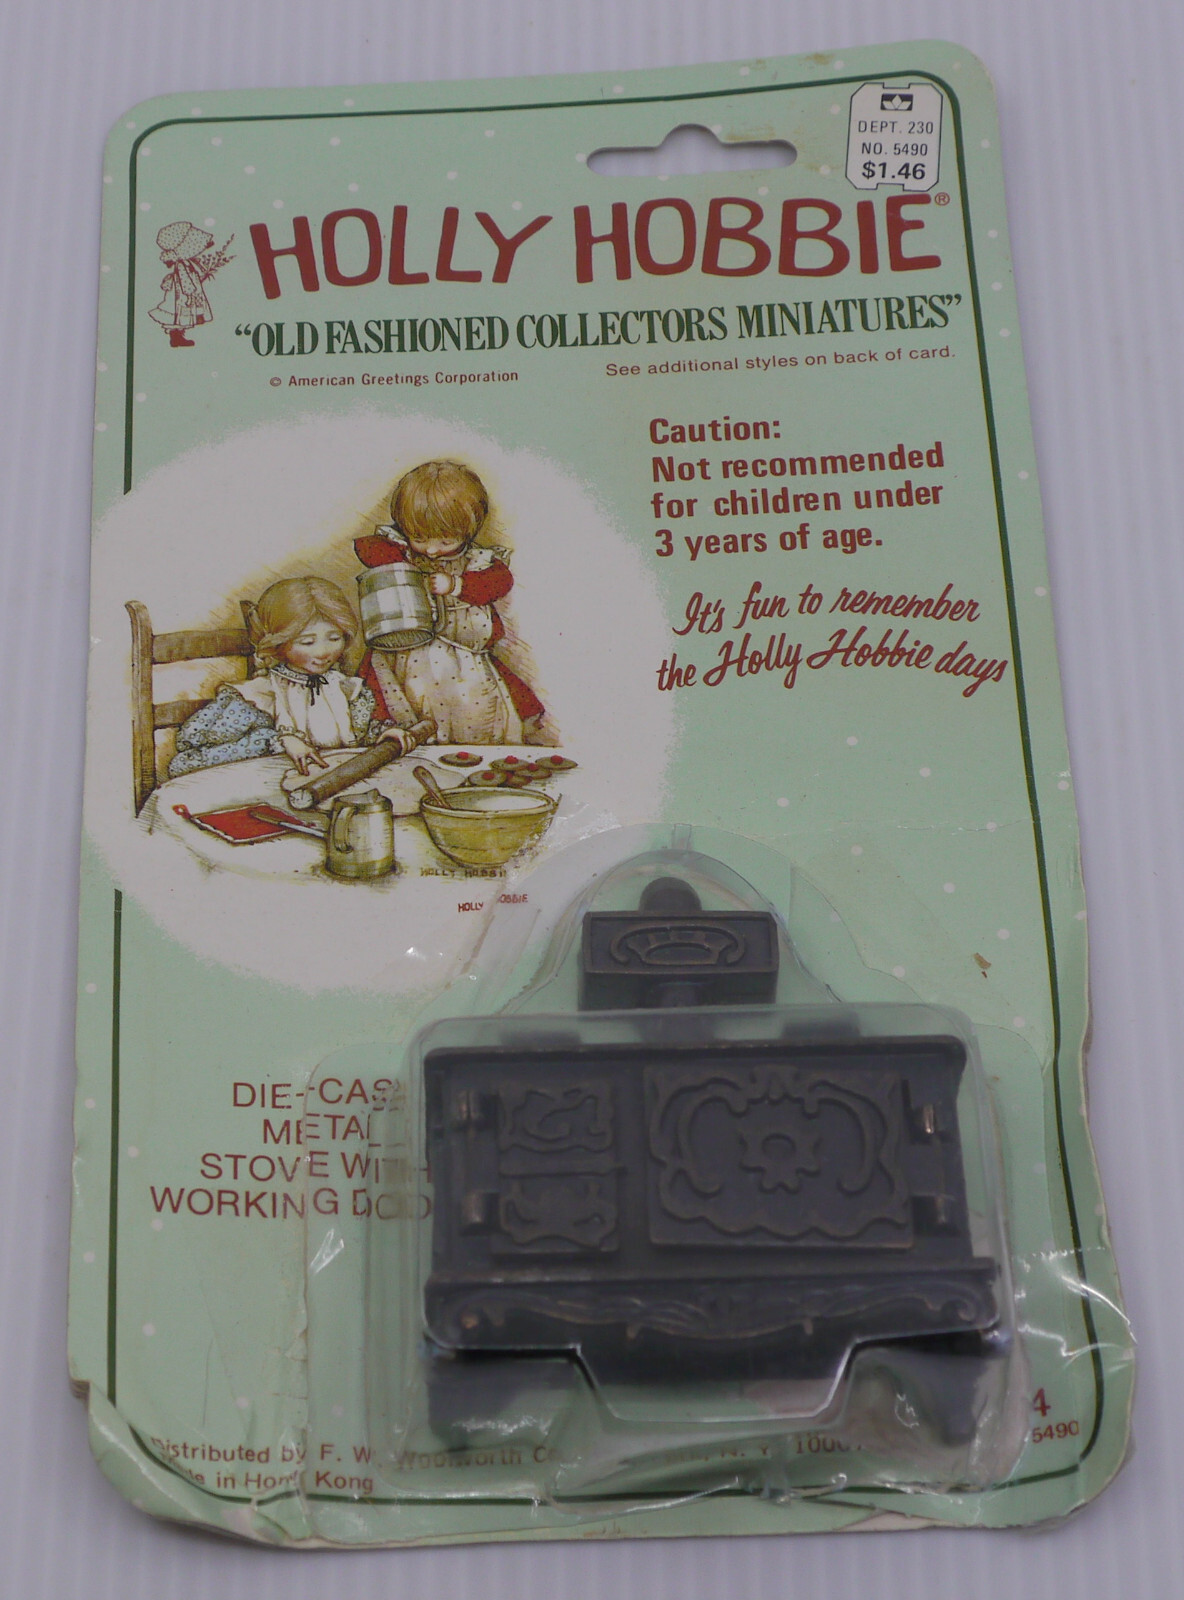 DEPT. 230
NO. 5490
$1.46
HOLLY HOBBIE®
“OLD FASHIONED COLLECTORS MINIATURES”
© American Greetings Corporation
See additional styles on back of card.
Caution:
Not recommended
for children under
3 years of age.
It's fun to remember
the Holly Hobbie days
HOLLY HOBBIE
HOLLY HOBBIE
DIE-CAS
METAL
STOVE WITH
WORKING DOO
Distributed by F. W. Woolworth Co. N. Y.
in Hong Kong
4
5490